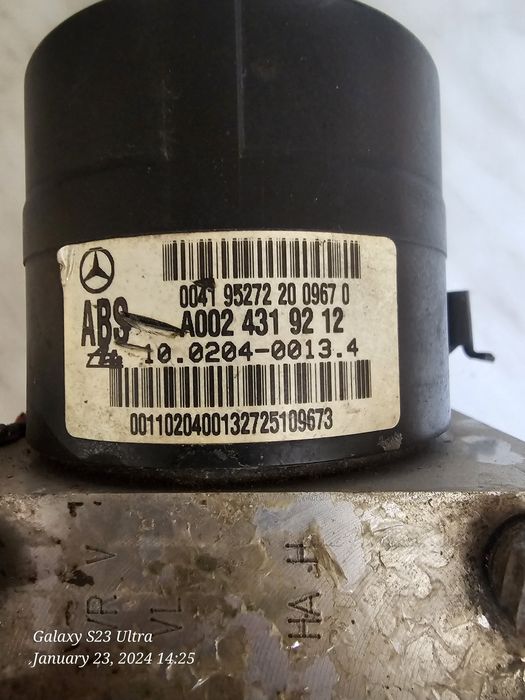 0041 95272 20 0967 0
ABS
A002 431 92 12
10.0204-0013.4
0011020400132725109673
VR V
VL
HA H
Galaxy S23 Ultra
January 23, 2024 14:25